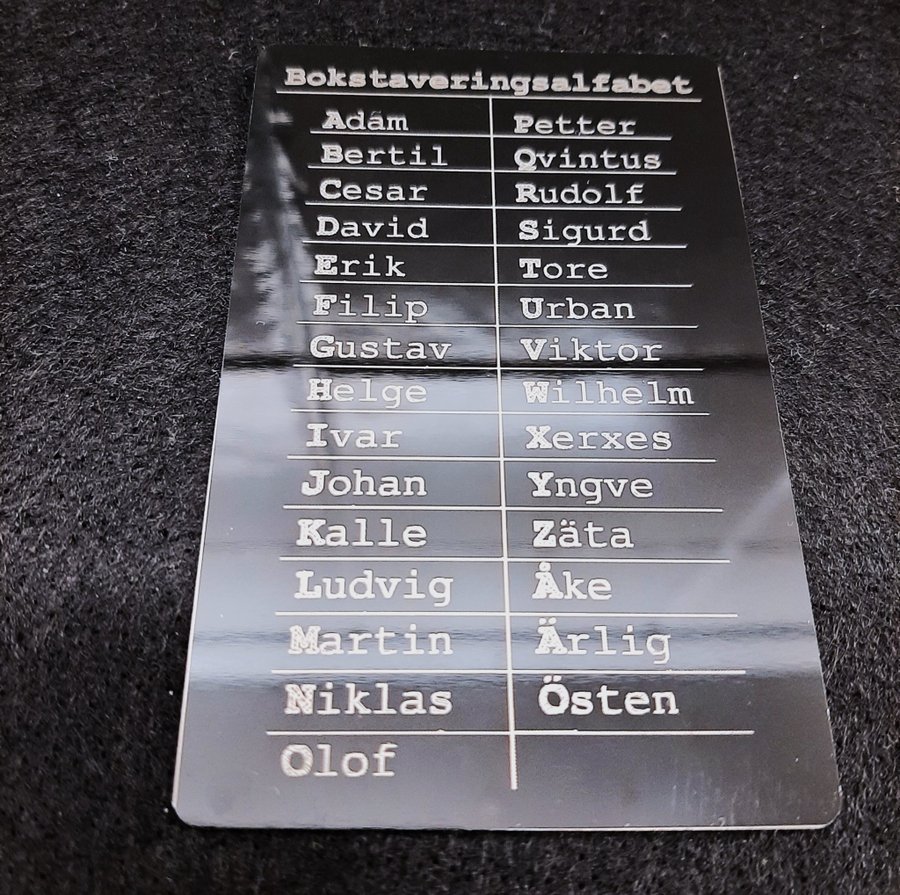 Bokstaveringsalfabet
Adam Petter
Bertil Qvintus
Cesar Rudolf
David Sigurd
Erik Tore
Filip Urban
Gustav Viktor
Helge Wilhelm
Ivar Xerxes
Johan Yngve
Kalle Zäta
Ludvig Åke
Martin Ärlig
Niklas Östen
Olof